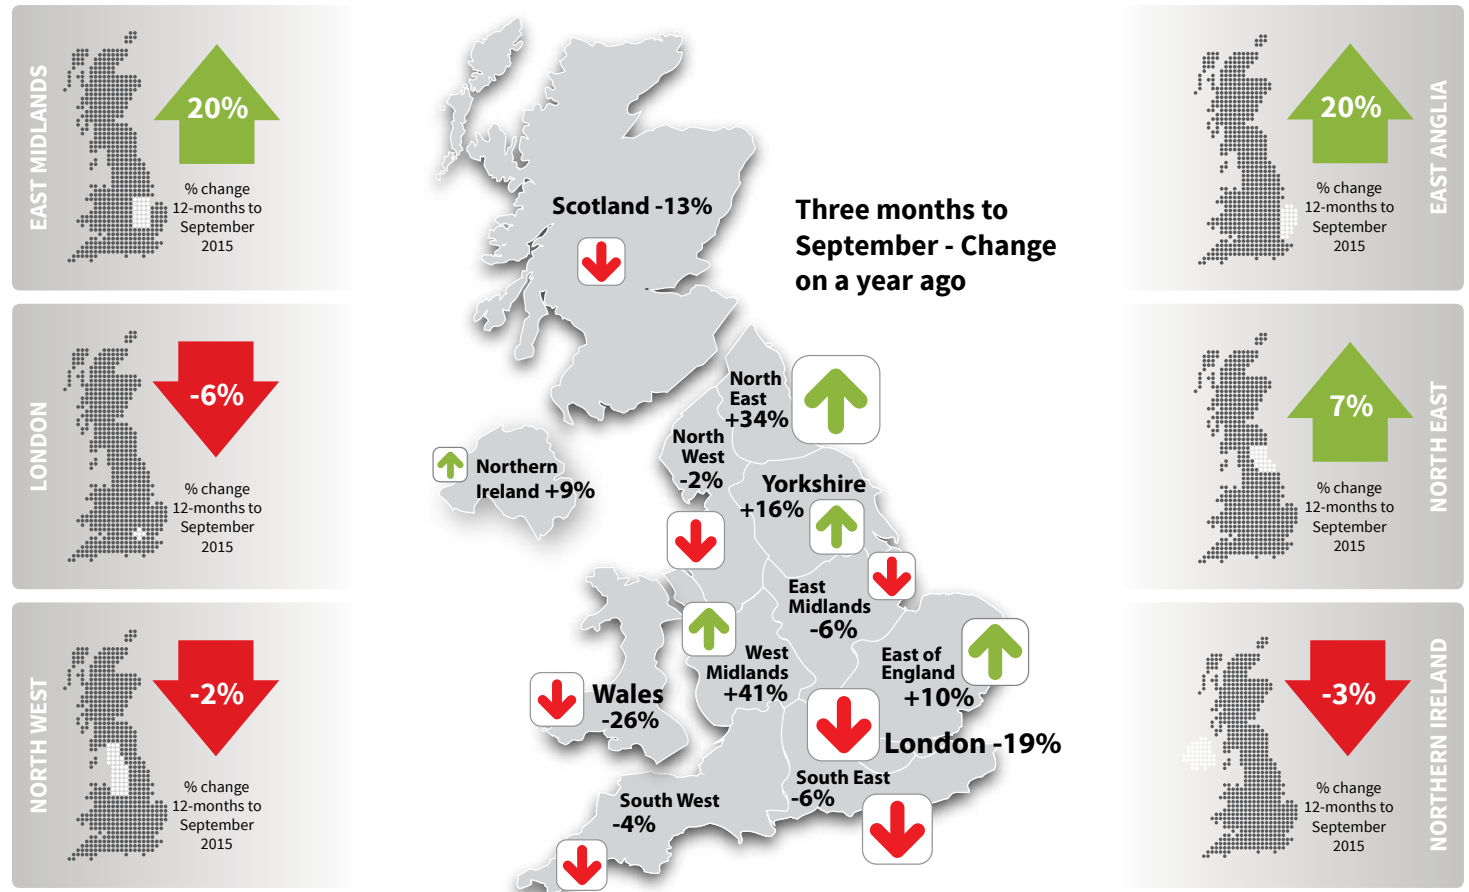 EAST MIDLANDS
20%
% change
12-months to
September
2015
LONDON
-6%
% change
12-months to
September
2015
NORTH WEST
-2%
% change
12-months to
September
2015
Three months to
September - Change
on a year ago
Scotland -13%
North
East
+34%
North
West
-2%
Northern
Ireland +9%
Yorkshire
+16%
East
Midlands
-6%
West
Midlands
+41%
East of
England
+10%
Wales
-26%
London -19%
South East
-6%
South West
-4%
EAST ANGLIA
20%
% change
12-months to
September
2015
NORTH EAST
7%
% change
12-months to
September
2015
NORTHERN IRELAND
-3%
% change
12-months to
September
2015